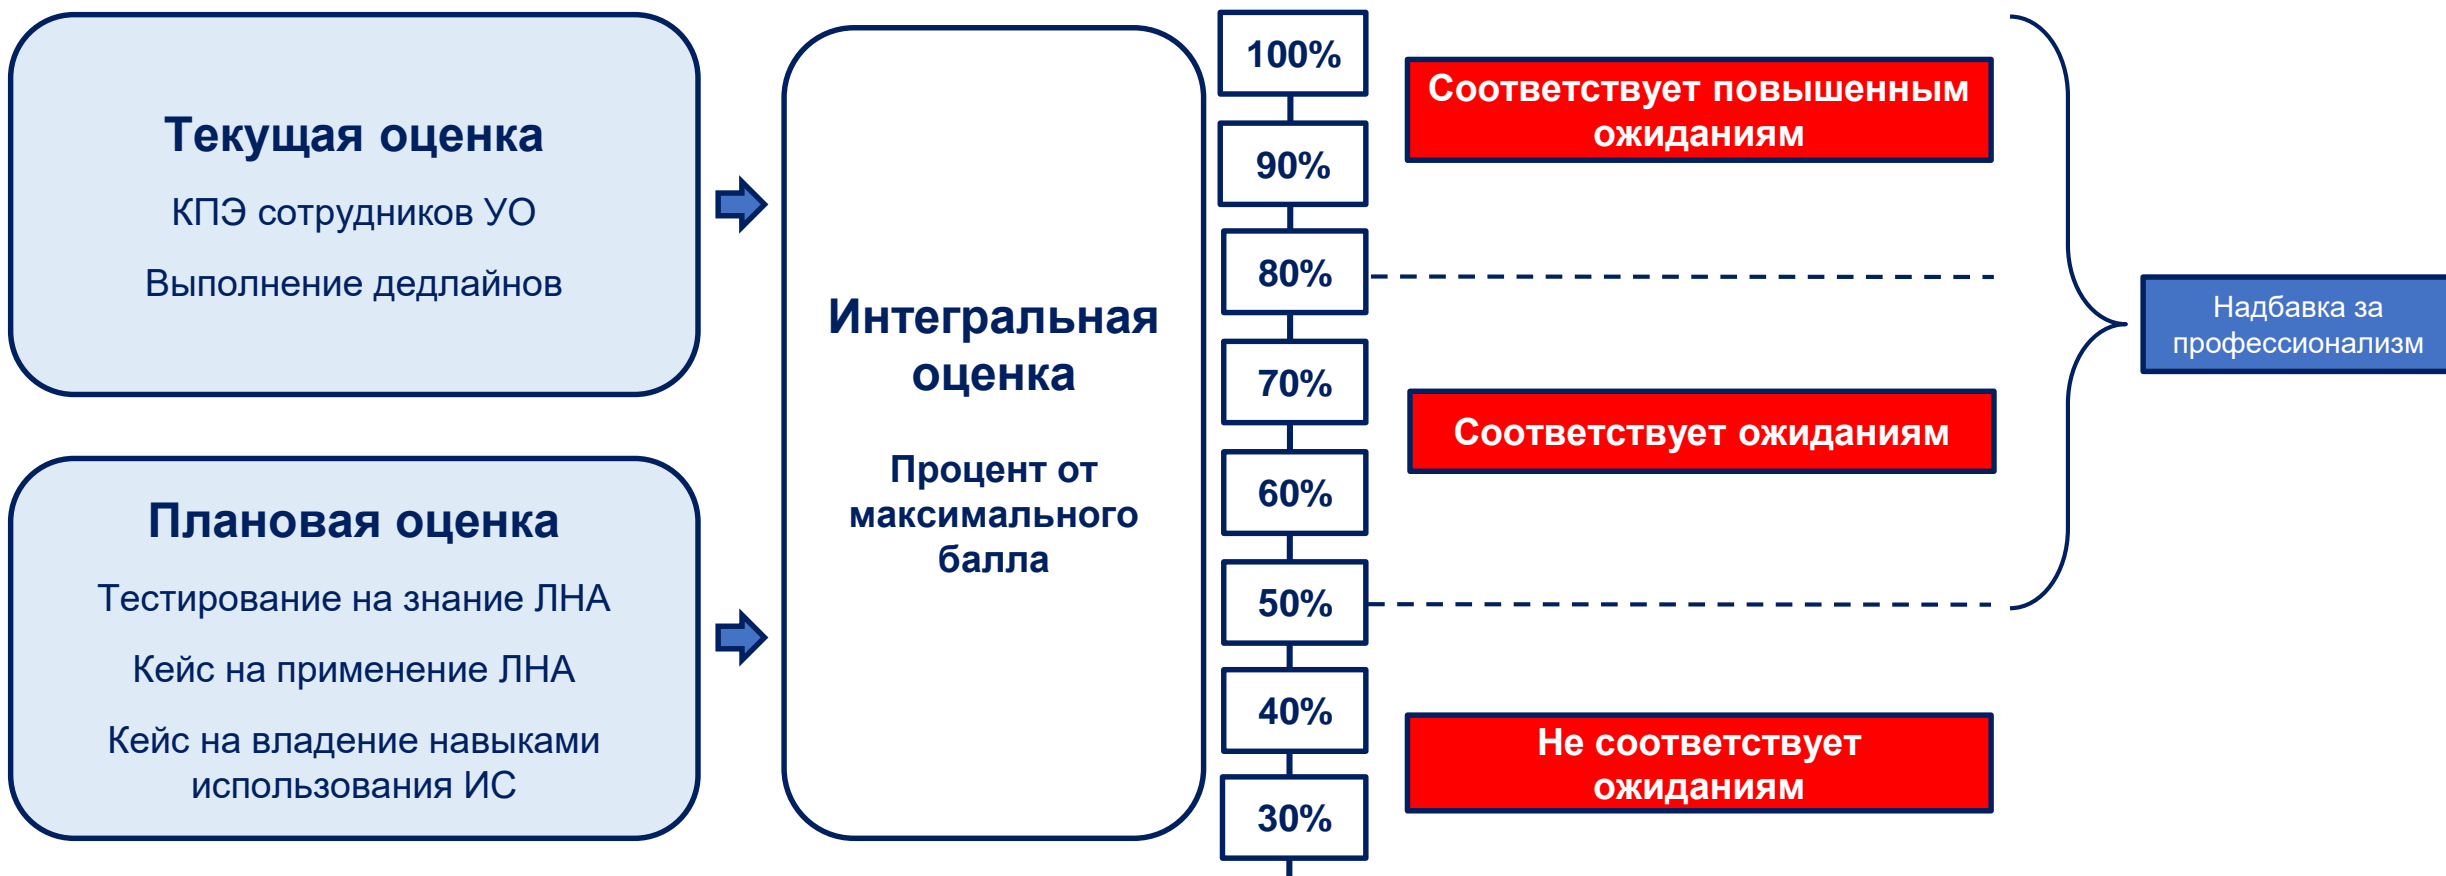 Текущая оценка
КПЭ сотрудников УО
Выполнение дедлайнов
Плановая оценка
Тестирование на знание ЛНА
Кейс на применение ЛНА
Кейс на владение навыками
использования ИС
Интегральная
оценка
Процент от
максимального
балла
100%
90%
80%
70%
60%
50%
40%
30%
Соответствует повышенным
ожиданиям
Соответствует ожиданиям
Не соответствует
ожиданиям
Надбавка за
профессионализм